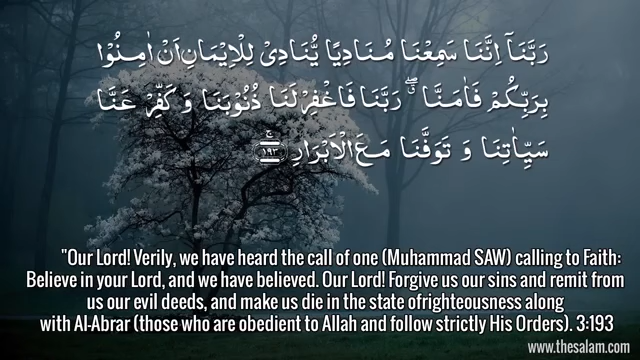 رَبَّنَاۤ اِنَّنَا سَمِعْنَا مُنَادِيًا يُّنَادِىْ لِلْاِيْمَانِ اَنْ اٰمِنُوْا
بِرَبِّكُمْ فَاٰمَنَّا ۖۗ رَبَّنَا فَاغْفِرْ لَنَا ذُنُوْبَنَا وَ كَفِّرْ عَنَّا
سَيِّاٰتِنَا وَ تَوَفَّنَا مَعَ الْاَبْرَارِ ۚ ﴿۱۹۳﴾
"Our Lord! Verily, we have heard the call of one (Muhammad SAW) calling to Faith:
Believe in your Lord, and we have believed. Our Lord! Forgive us our sins and remit from
us our evil deeds, and make us die in the state ofrighteousness along
with Al-Abrar (those who are obedient to Allah and follow strictly His Orders). 3:193
www.thesalam.com